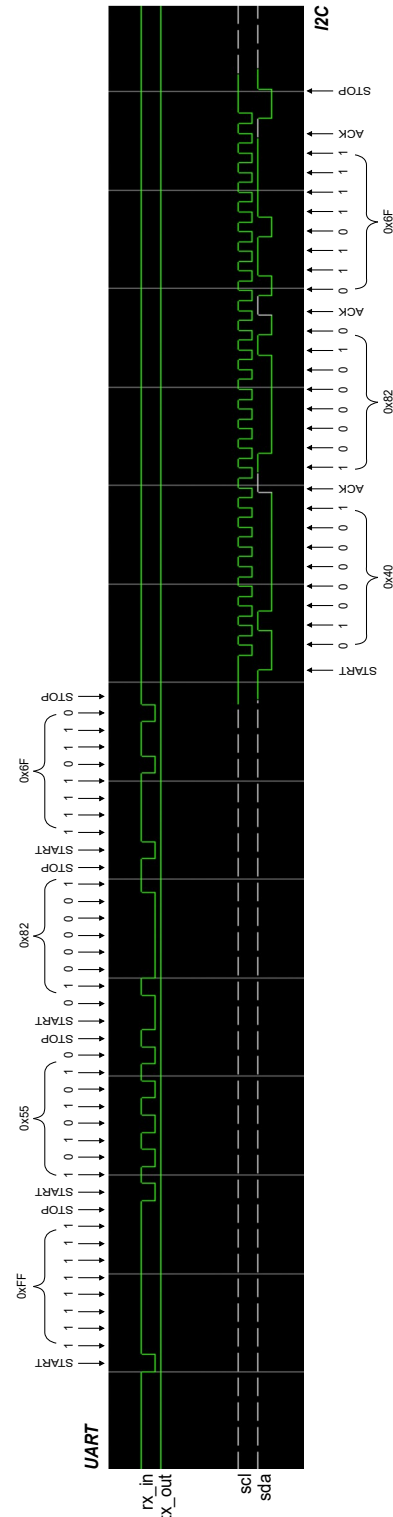 0xFF 0x55 0x82 0x6F
START 1 1 1 1 1 1 1 1 STOP START 1 0 1 0 1 0 1 0 STOP START 0 1 0 0 0 0 0 1 STOP START 1 1 1 1 0 1 1 0 STOP
UART
rx_in
tx_out
scl
sda
I2C
START 0 1 0 0 0 0 0 1 ACK 1 0 0 0 0 0 1 0 ACK 0 1 1 0 1 1 1 1 ACK STOP
0x40 0x82 0x6F